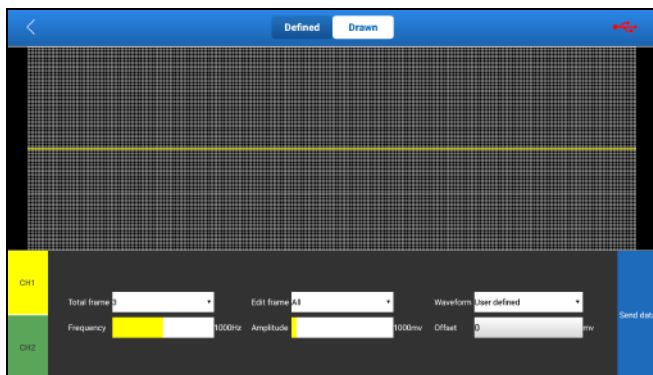 Defined Drawn
CH1
Total frame 3 Edit frame All Waveform User defined
Frequency 1000Hz Amplitude 1000mv Offset 0 mv
Send data
CH2